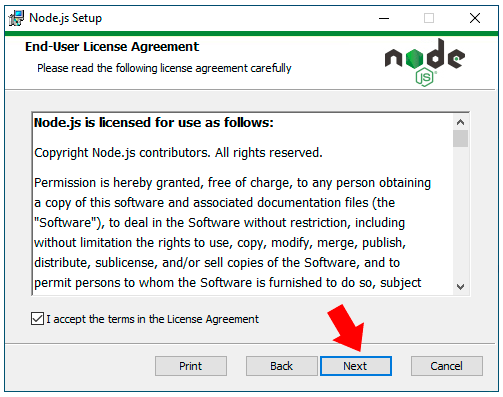 Node.js Setup
End-User License Agreement
Please read the following license agreement carefully
node
JS
Node.js is licensed for use as follows:
Copyright Node.js contributors. All rights reserved.
Permission is hereby granted, free of charge, to any person obtaining
a copy of this software and associated documentation files (the
"Software"), to deal in the Software without restriction, including
without limitation the rights to use, copy, modify, merge, publish,
distribute, sublicense, and/or sell copies of the Software, and to
permit persons to whom the Software is furnished to do so, subject
I accept the terms in the License Agreement
Print Back Next Cancel